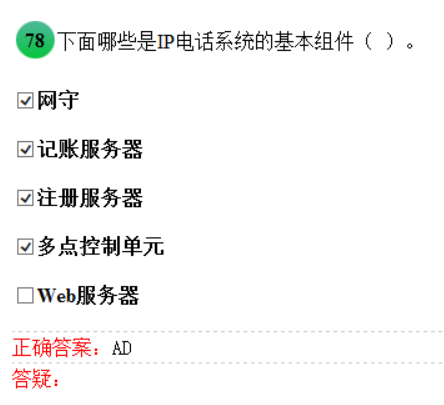 78 下面哪些是IP电话系统的基本组件（ ）。
网守
记账服务器
注册服务器
多点控制单元
Web服务器
正确答案：AD
答疑：